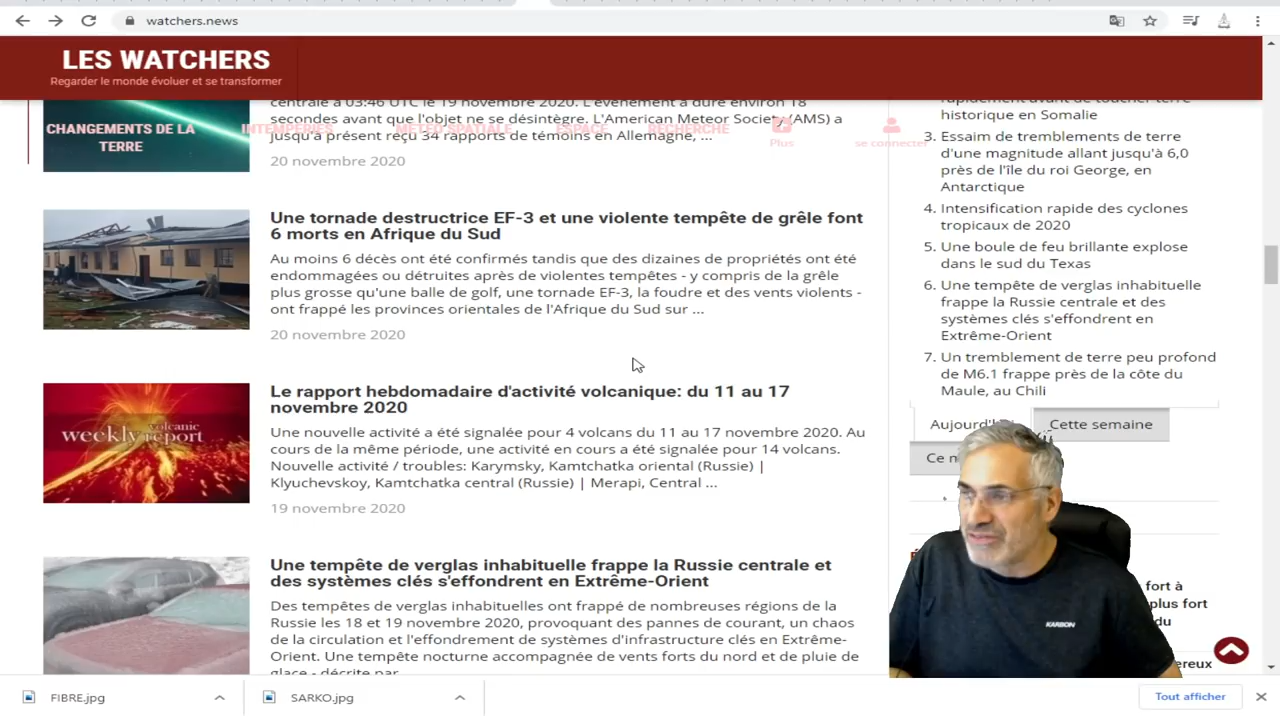 watchers.news
LES WATCHERS
Regarder le monde évoluer et se transformer
CHANGEMENTS DE LA
TERRE
INTEMPÉRIES
MÉTÉO SPATIALE
ESPACE
RECHERCHE
Plus
se connecter
centrale à 03:46 UTC le 19 novembre 2020. L'événement a duré environ 18
secondes avant que l'objet ne se désintègre. L'American Meteor Society (AMS) a
jusqu'à présent reçu 34 rapports de témoins en Allemagne, ...
20 novembre 2020
Une tornade destructrice EF-3 et une violente tempête de grêle font
6 morts en Afrique du Sud
Au moins 6 décès ont été confirmés tandis que des dizaines de propriétés ont été
endommagées ou détruites après de violentes tempêtes - y compris de la grêle
plus grosse qu'une balle de golf, une tornade EF-3, la foudre et des vents violents -
ont frappé les provinces orientales de l'Afrique du Sud sur ...
20 novembre 2020
weekly volcanic report
Le rapport hebdomadaire d'activité volcanique: du 11 au 17
novembre 2020
Une nouvelle activité a été signalée pour 4 volcans du 11 au 17 novembre 2020. Au
cours de la même période, une activité en cours a été signalée pour 14 volcans.
Nouvelle activité / troubles: Karymsky, Kamtchatka oriental (Russie) |
Klyuchevskoy, Kamtchatka central (Russie) | Merapi, Central ...
19 novembre 2020
Une tempête de verglas inhabituelle frappe la Russie centrale et
des systèmes clés s'effondrent en Extrême-Orient
Des tempêtes de verglas inhabituelles ont frappé de nombreuses régions de la
Russie les 18 et 19 novembre 2020, provoquant des pannes de courant, un chaos
de la circulation et l'effondrement de systèmes d'infrastructure clés en Extrême-
Orient. Une tempête nocturne accompagnée de vents forts du nord et de pluie de
glace - décrite par
rapidement avant de toucher terre
historique en Somalie
3. Essaim de tremblements de terre
d'une magnitude allant jusqu'à 6,0
près de l'île du roi George, en
Antarctique
4. Intensification rapide des cyclones
tropicaux de 2020
5. Une boule de feu brillante explose
dans le sud du Texas
6. Une tempête de verglas inhabituelle
frappe la Russie centrale et des
systèmes clés s'effondrent en
Extrême-Orient
7. Un tremblement de terre peu profond
de M6.1 frappe près de la côte du
Maule, au Chili
Cette semaine
Ce
fort à
plus fort
du
KARBON
FIBRE.jpg
SARKO.jpg
Tout afficher